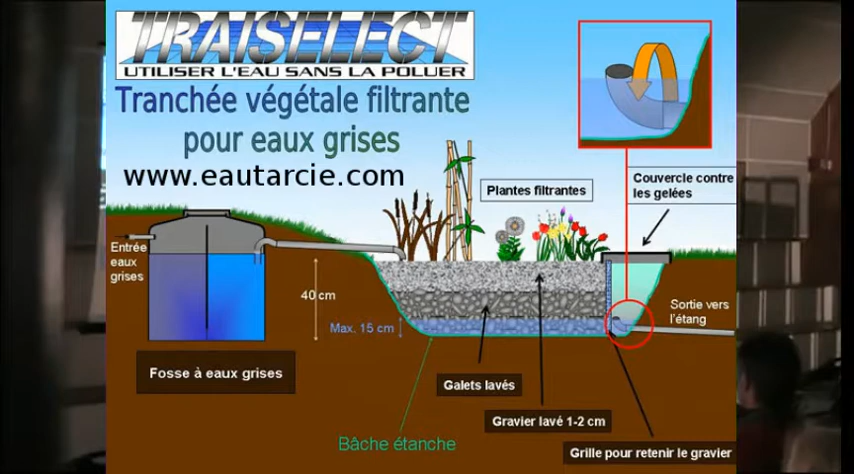 TRAISELECT
UTILISER L'EAU SANS LA POLLUER
Tranchée végétale filtrante
pour eaux grises
www.eautarcie.com
Plantes filtrantes
Couvercle contre
les gelées
Entrée
eaux
grises
40 cm
Max. 15 cm
Sortie vers
l'étang
Fosse à eaux grises
Galets lavés
Gravier lavé 1-2 cm
Bâche étanche
Grille pour retenir le gravier